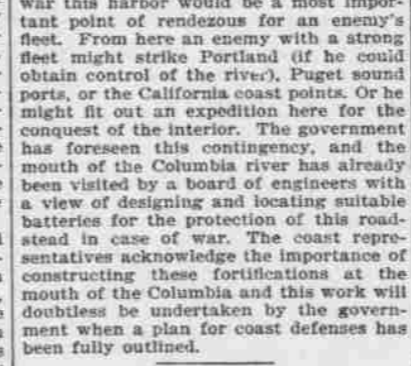 war this harbor would be a most impor-
tant point of rendezous for an enemy's
fleet. From here an enemy with a strong
fleet might strike Portland (if he could
obtain control of the river), Puget sound
ports, or the California coast points. Or he
might fit out an expedition here for the
conquest of the interior. The government
has foreseen this contingency, and the
mouth of the Columbia river has already
been visited by a board of engineers with
a view of designing and locating suitable
batteries for the protection of this road-
stead in case of war. The coast repre-
sentatives acknowledge the importance of
constructing these fortifications at the
mouth of the Columbia and this work will
doubtless be undertaken by the govern-
ment when a plan for coast defenses has
been fully outlined.